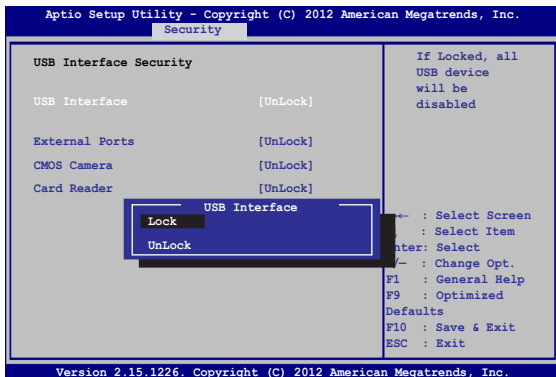 Aptio Setup Utility - Copyright (C) 2012 American Megatrends, Inc.
Security
USB Interface Security
USB Interface [UnLock]
External Ports [UnLock]
CMOS Camera [UnLock]
Card Reader [UnLock]
If Locked, all
USB device
will be
disabled
USB Interface
Lock
UnLock
: Select Screen
: Select Item
nter: Select
/— : Change Opt.
F1 : General Help
F9 : Optimized
Defaults
F10 : Save & Exit
ESC : Exit
Version 2.15.1226. Copyright (C) 2012 American Megatrends, Inc.